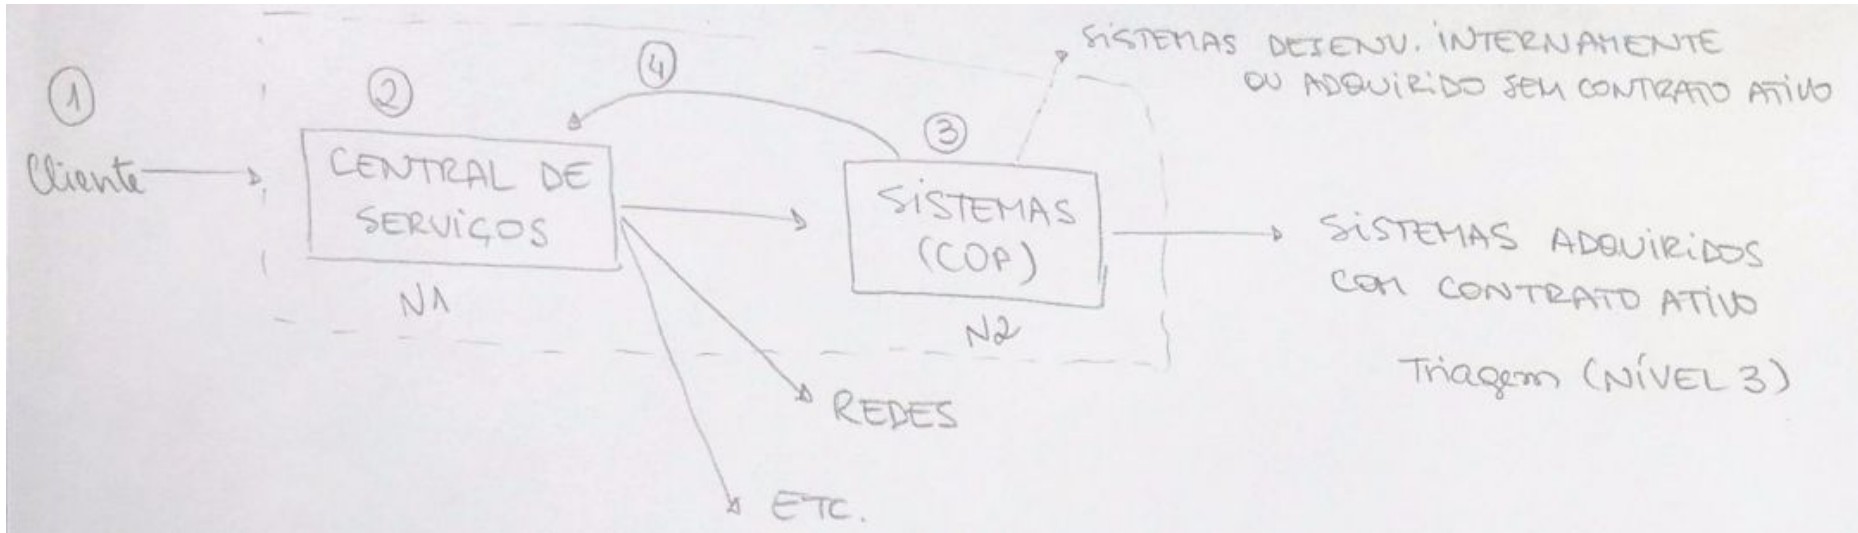 1
Cliente
2
CENTRAL DE
SERVIÇOS
N1
4
3
SISTEMAS
(COP)
N2
SISTEMAS DESENV. INTERNAMENTE
OU ADQUIRIDO SEM CONTRATO ATIVO
SISTEMAS ADQUIRIDOS
COM CONTRATO ATIVO
Triagem (NÍVEL 3)
REDES
ETC.